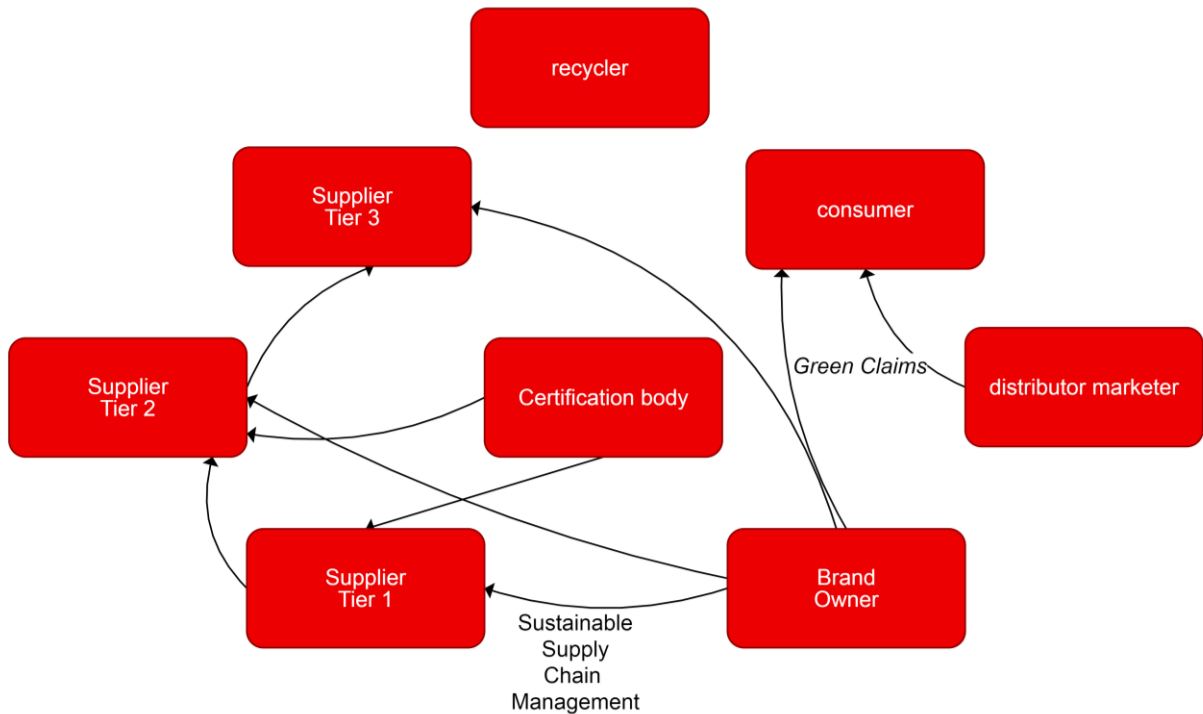 recycler
Supplier
Tier 3
consumer
Supplier
Tier 2
Certification body
Green Claims
distributor marketer
Supplier
Tier 1
Brand
Owner
Sustainable
Supply
Chain
Management